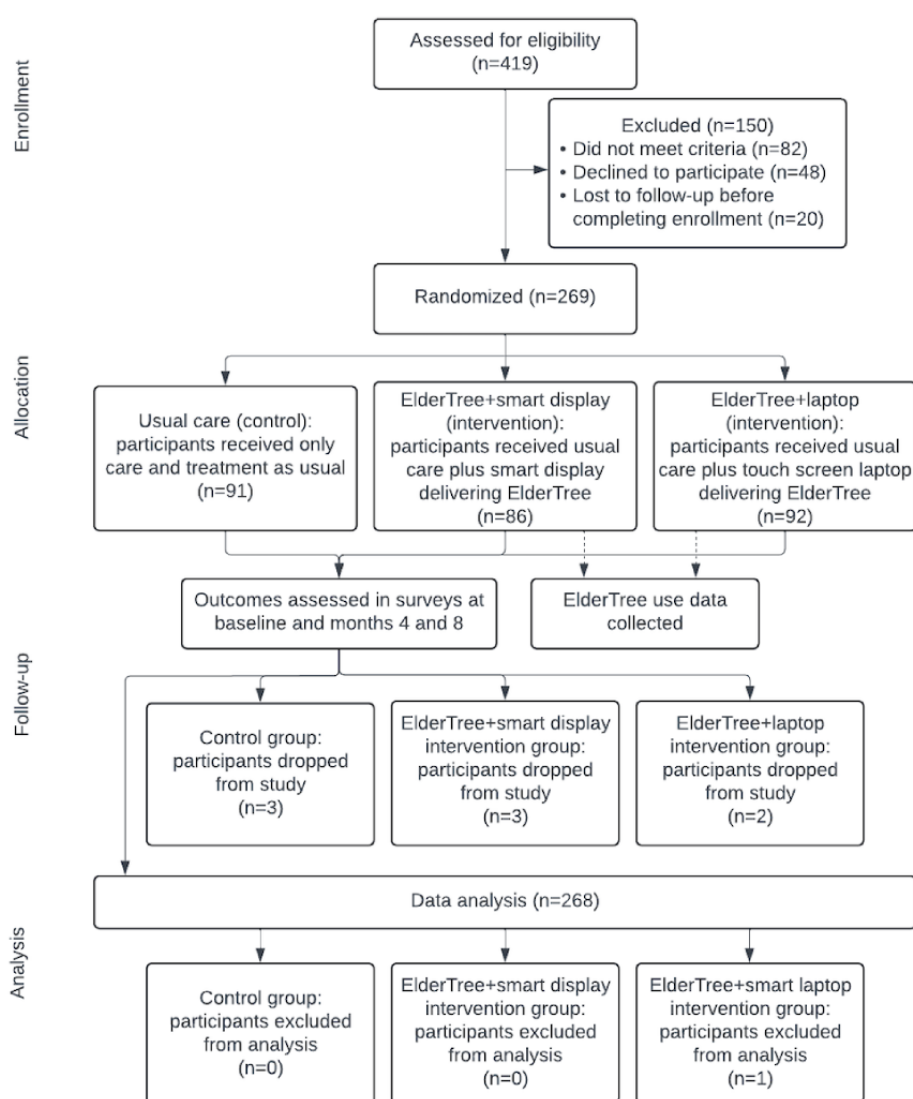 Enrollment
Assessed for eligibility
(n=419)
Excluded (n=150)
• Did not meet criteria (n=82)
• Declined to participate (n=48)
• Lost to follow-up before
completing enrollment (n=20)
Randomized (n=269)
Allocation
Usual care (control):
participants received only
care and treatment as usual
(n=91)
ElderTree+smart display
(intervention):
participants received usual
care plus smart display
delivering ElderTree
(n=86)
ElderTree+laptop
(intervention):
participants received usual
care plus touch screen laptop
delivering ElderTree
(n=92)
Outcomes assessed in surveys at
baseline and months 4 and 8
ElderTree use data
collected
Follow-up
Control group:
participants dropped
from study
(n=3)
ElderTree+smart display
intervention group:
participants dropped
from study
(n=3)
ElderTree+laptop
intervention group:
participants dropped
from study
(n=2)
Analysis
Data analysis (n=268)
Control group:
participants excluded
from analysis
(n=0)
ElderTree+smart display
intervention group:
participants excluded
from analysis
(n=0)
ElderTree+smart laptop
intervention group:
participants excluded
from analysis
(n=1)